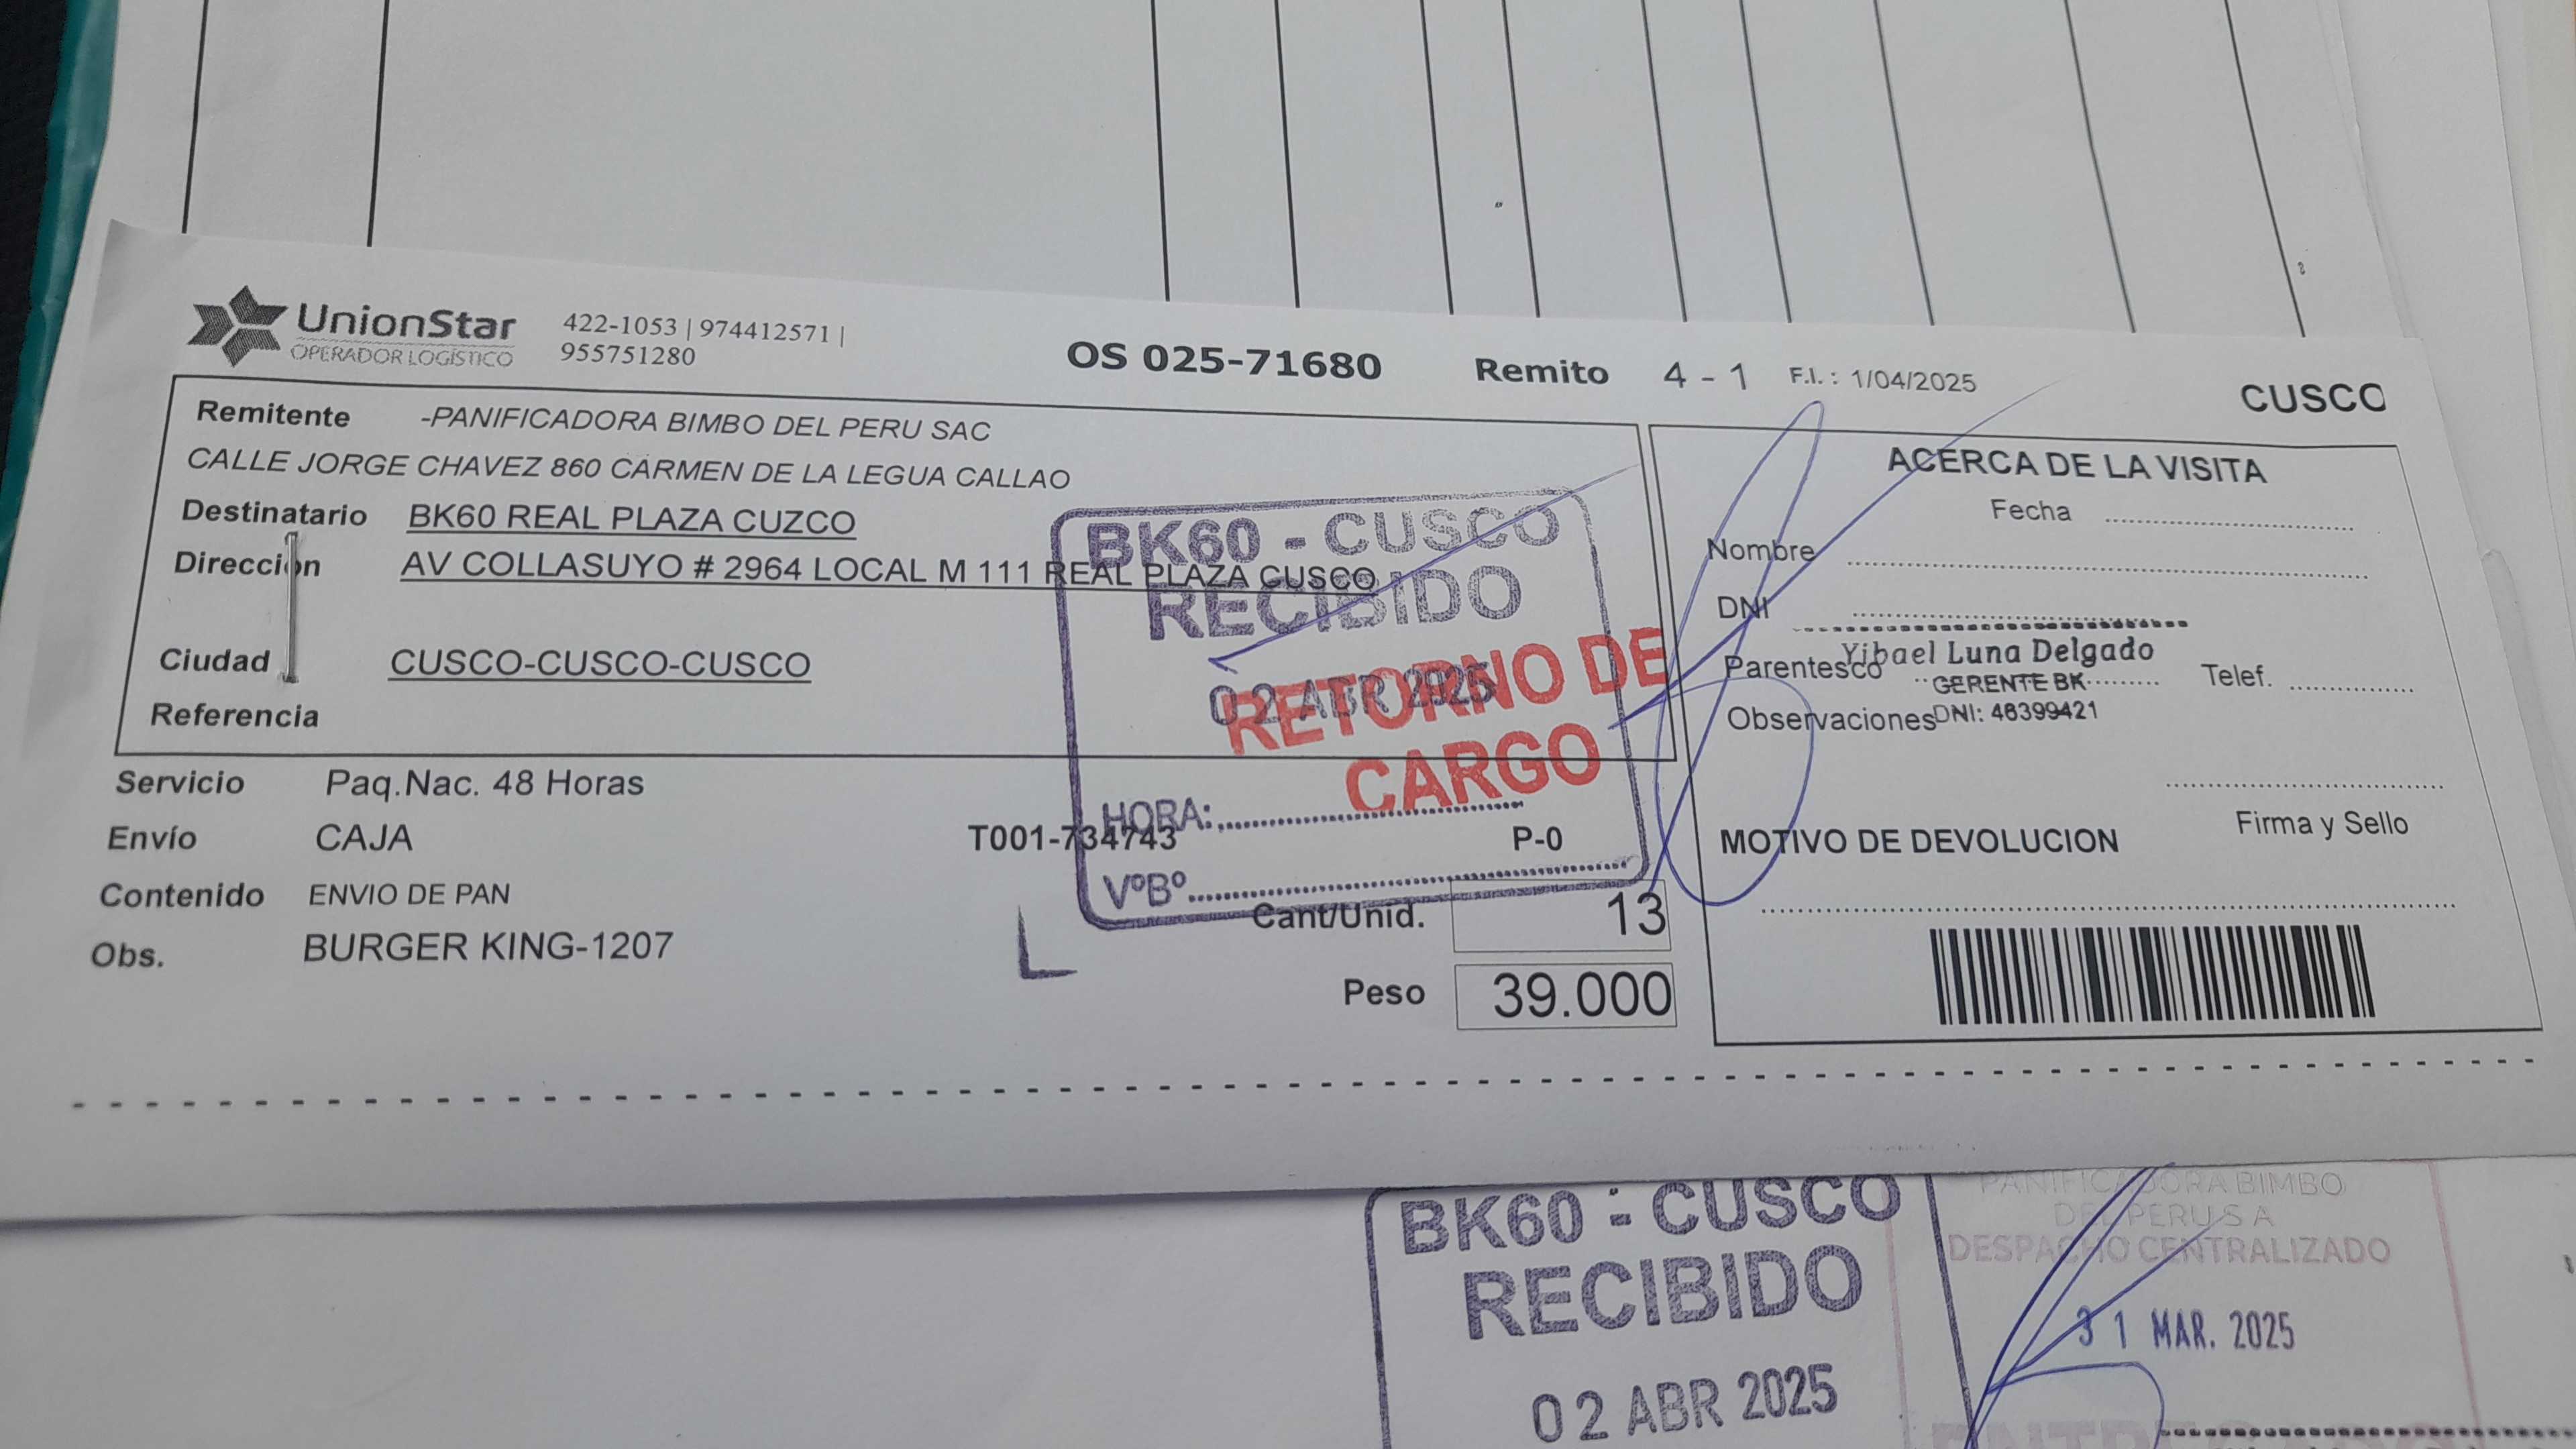 UnionStar
OPERADOR LOGÍSTICO
422-1053 | 974412571 |
955751280
OS 025-71680 Remito 4 - 1 F.I. : 1/04/2025
CUSCO
Remitente -PANIFICADORA BIMBO DEL PERU SAC
CALLE JORGE CHAVEZ 860 CARMEN DE LA LEGUA CALLAO
Destinatario BK60 REAL PLAZA CUZCO
Dirección AV COLLASUYO # 2964 LOCAL M 111 REAL PLAZA CUSCO
Ciudad CUSCO-CUSCO-CUSCO
Referencia
Servicio Paq.Nac. 48 Horas
Envío CAJA T001-734743 P-0
Contenido ENVIO DE PAN
Obs. BURGER KING-1207
Cant/Unid. 13
Peso 39.000
BK60 - CUSCO
RECIBIDO
02 ABR 2025
HORA:
VºBº
RETORNO DE
CARGO
ACERCA DE LA VISITA
Fecha
Nombre
DNI
Parentesco Telef.
Observaciones
Yibael Luna Delgado
GERENTE BK
DNI: 46399421
Firma y Sello
MOTIVO DE DEVOLUCION
BK60 - CUSCO
RECIBIDO
02 ABR 2025
PANIFICADORA BIMBO
DEL PERU S A
DESPACHO CENTRALIZADO
31 MAR. 2025